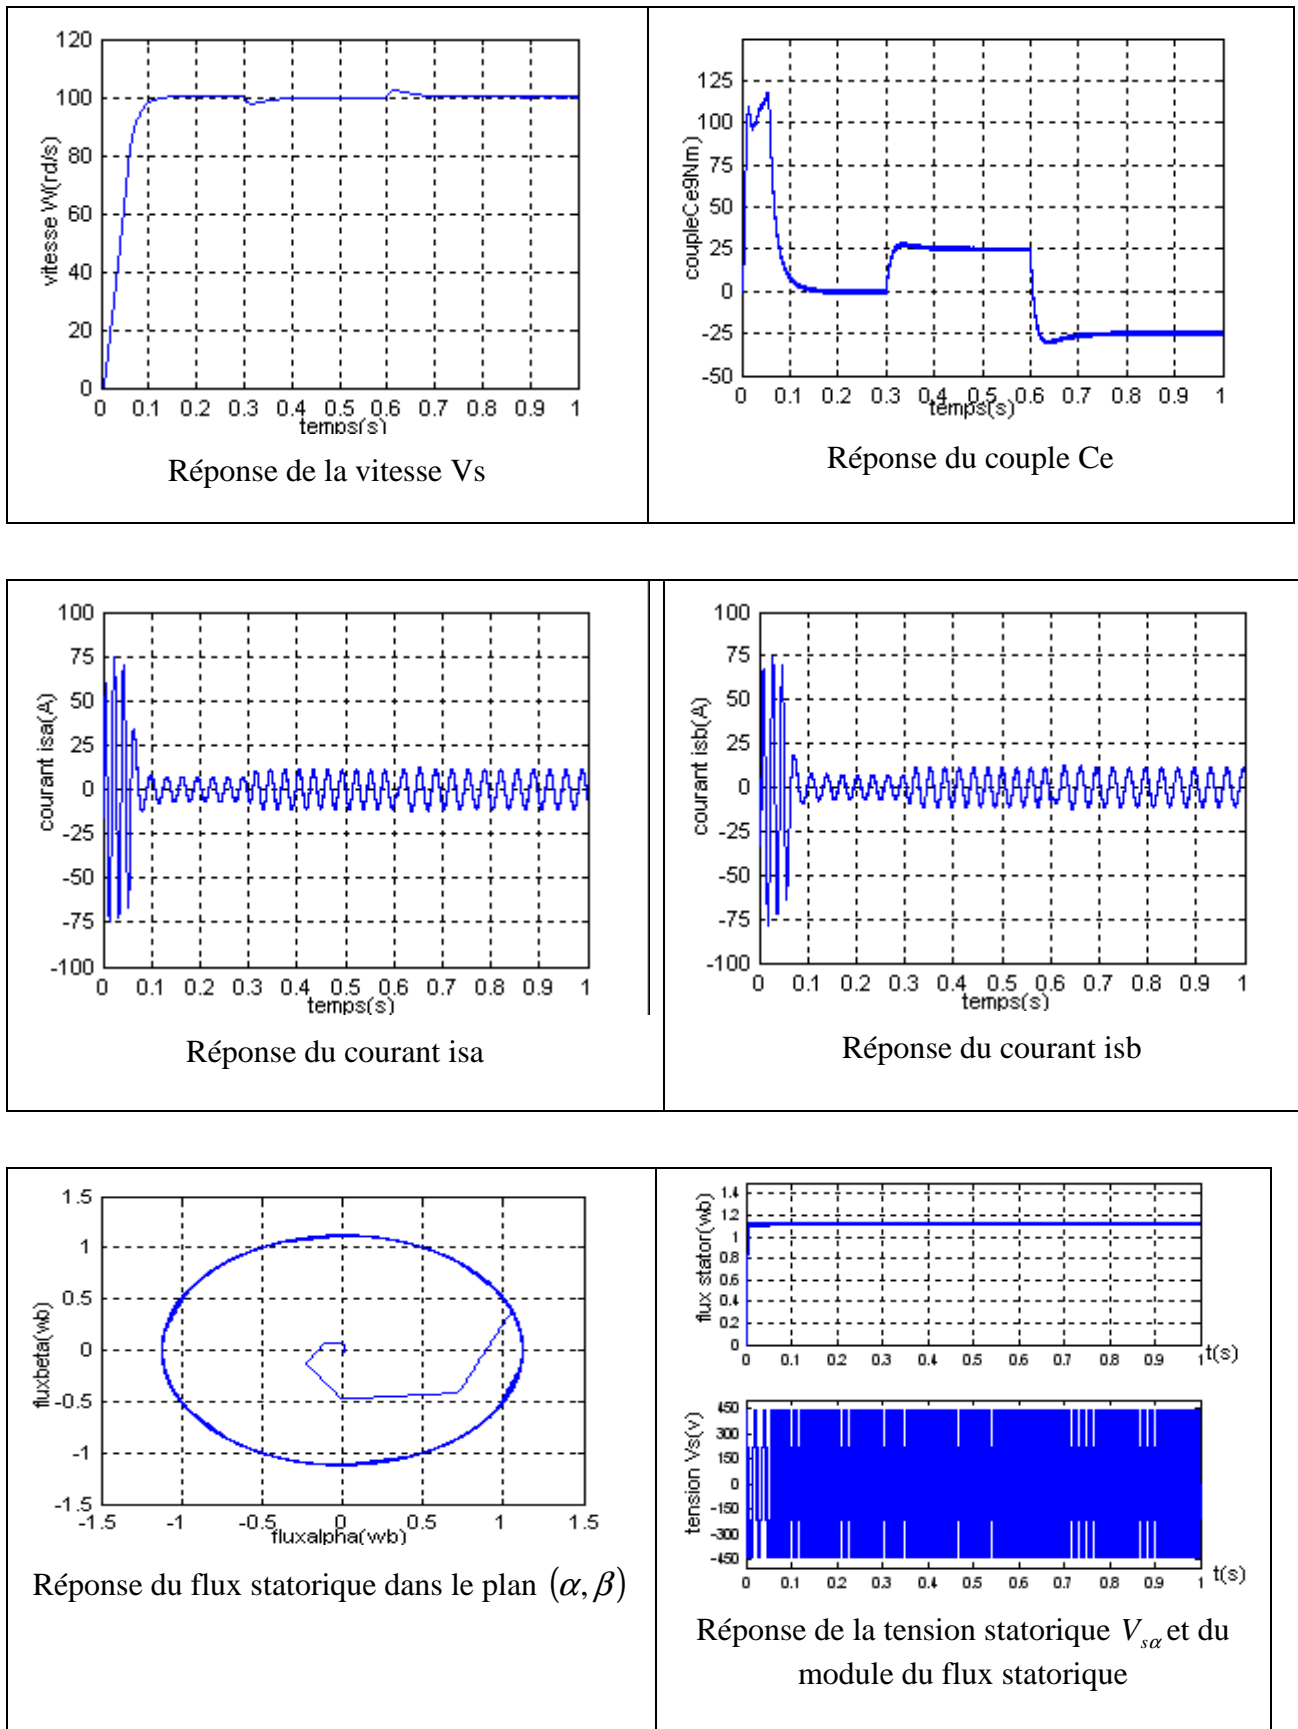 120
100
80
60
40
20
0
vitesse W(rd/s)
0 0.1 0.2 0.3 0.4 0.5 0.6 0.7 0.8 0.9 1
temps(s)
Réponse de la vitesse Vs
125
100
75
50
25
0
-25
-50
coupleCe9Nm)
0 0.1 0.2 0.3 0.4 0.5 0.6 0.7 0.8 0.9 1
temps(s)
Réponse du couple Ce
100
75
50
25
0
-25
-50
-75
-100
courant isa(A)
0 0.1 0.2 0.3 0.4 0.5 0.6 0.7 0.8 0.9 1
temps(s)
Réponse du courant isa
100
75
50
25
0
-25
-50
-75
-100
courant isb(A)
0 0.1 0.2 0.3 0.4 0.5 0.6 0.7 0.8 0.9 1
temps(s)
Réponse du courant isb
1.5
1
0.5
0
-0.5
-1
-1.5
fluxbeta(wb)
-1.5 -1 -0.5 0 0.5 1 1.5
fluxalpha(wb)
Réponse du flux statorique dans le plan (α, β)
1.4
1.2
1
0.8
0.6
0.4
0.2
0
flux stator(wb)
0 0.1 0.2 0.3 0.4 0.5 0.6 0.7 0.8 0.9 1 t(s)
450
300
150
0
-150
-300
-450
tension Vs(v)
0 0.1 0.2 0.3 0.4 0.5 0.6 0.7 0.8 0.9 1 t(s)
Réponse de la tension statorique Vsα et du
module du flux statorique